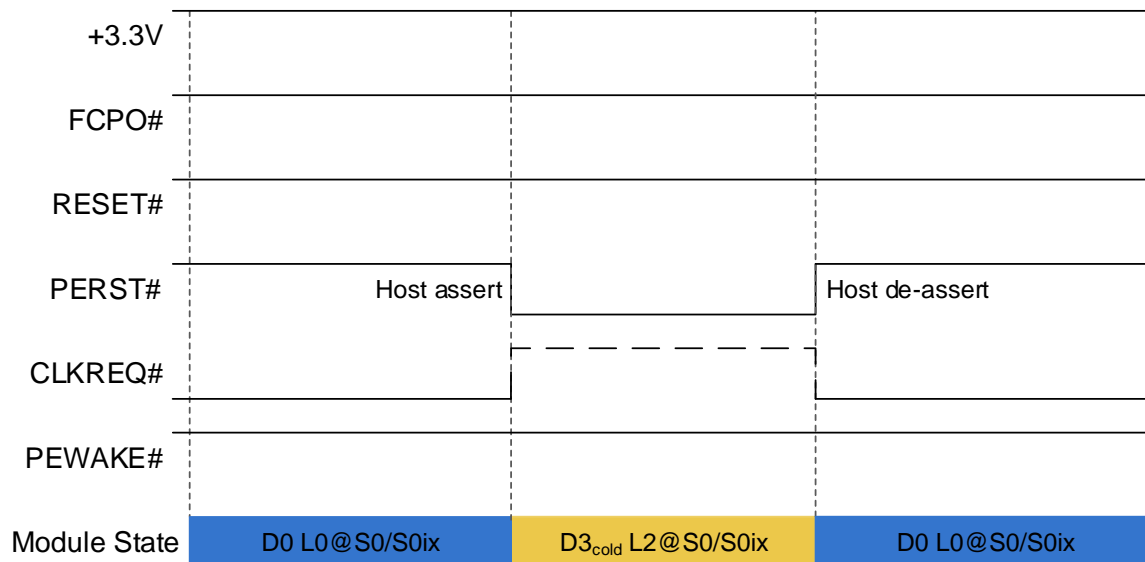 +3.3V
FCPO#
RESET#
PERST#
Host assert
Host de-assert
CLKREQ#
PEWAKE#
Module State
D0 L0@S0/S0ix
D3cold L2@S0/S0ix
D0 L0@S0/S0ix